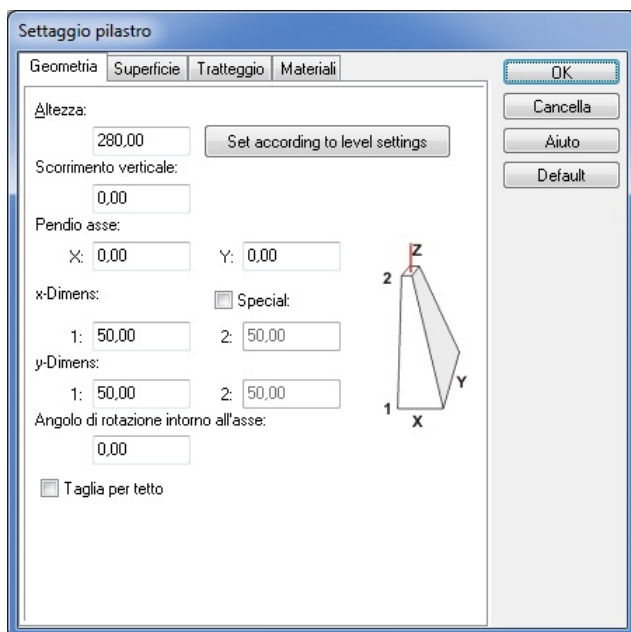 Settaggio pilastro
Geometria Superficie Tratteggio Materiali
OK
Cancella
Aiuto
Default
Altezza:
280,00 Set according to level settings
Scorrimento verticale:
0,00
Pendio asse:
X: 0,00 Y: 0,00
x-Dimens: Special:
1: 50,00 2: 50,00
y-Dimens:
1: 50,00 2: 50,00
Angolo di rotazione intorno all'asse:
0,00
Taglia per tetto
Z
2
Y
1
X